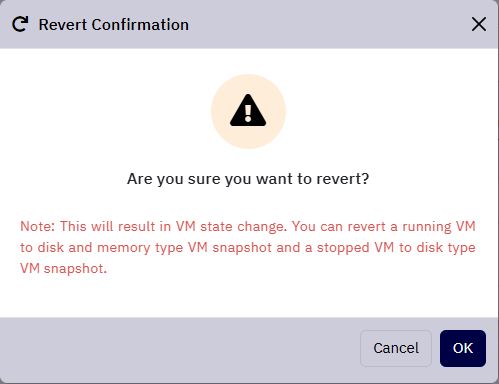 Revert Confirmation
Are you sure you want to revert?
Note: This will result in VM state change. You can revert a running VM
to disk and memory type VM snapshot and a stopped VM to disk type
VM snapshot.
Cancel
OK